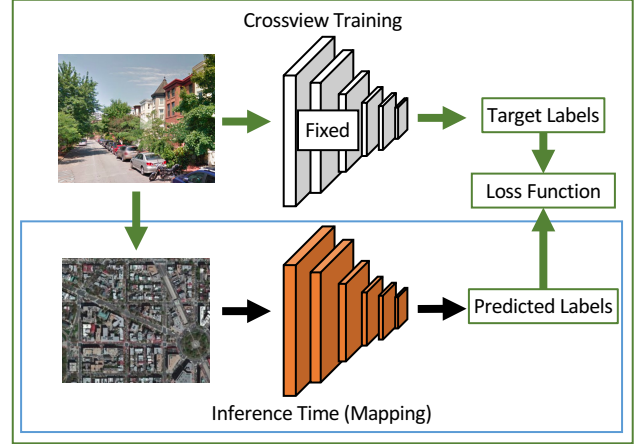 Crossview Training
Fixed
Target Labels
Loss Function
Predicted Labels
Inference Time (Mapping)